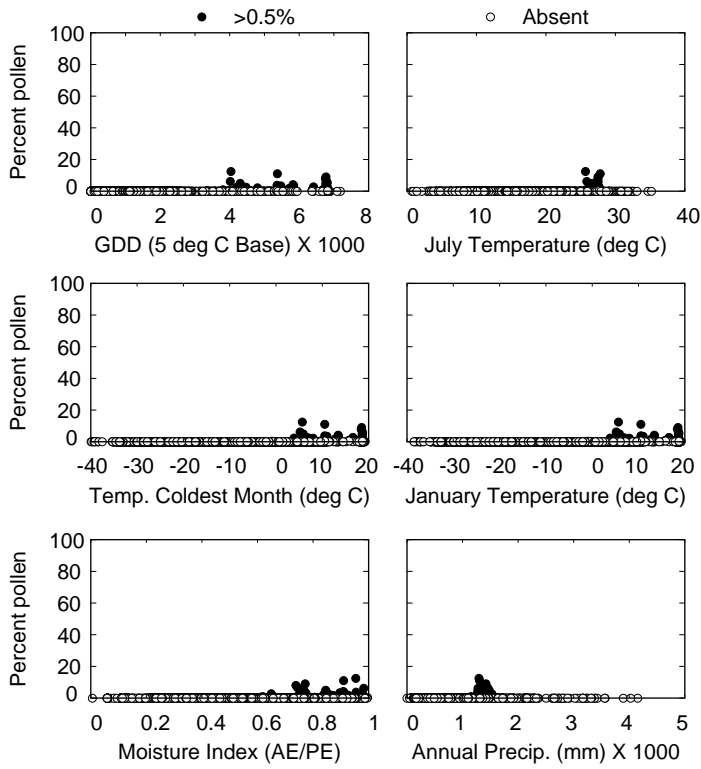 >0.5% Absent
100 80 60 40 20 0
Percent pollen
0 2 4 6 8
GDD (5 deg C Base) X 1000
0 10 20 30 40
July Temperature (deg C)
100 80 60 40 20 0
Percent pollen
-40 -30 -20 -10 0 10 20
Temp. Coldest Month (deg C)
-40 -30 -20 -10 0 10 20
January Temperature (deg C)
100 80 60 40 20 0
Percent pollen
0 0.2 0.4 0.6 0.8 1
Moisture Index (AE/PE)
0 1 2 3 4 5
Annual Precip. (mm) X 1000